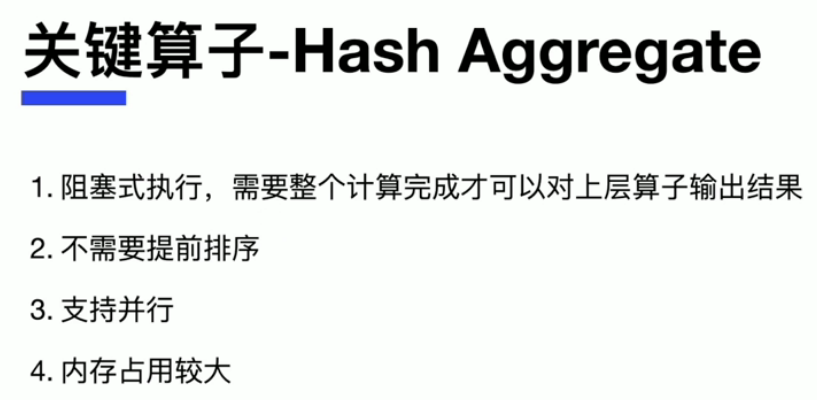 关键算子-Hash Aggregate
1. 阻塞式执行，需要整个计算完成才可以对上层算子输出结果
2. 不需要提前排序
3. 支持并行
4. 内存占用较大